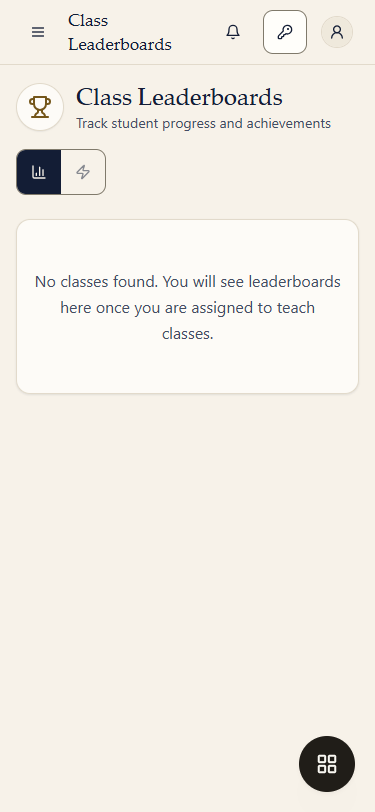 Class
Leaderboards
Class Leaderboards
Track student progress and achievements
No classes found. You will see leaderboards
here once you are assigned to teach
classes.